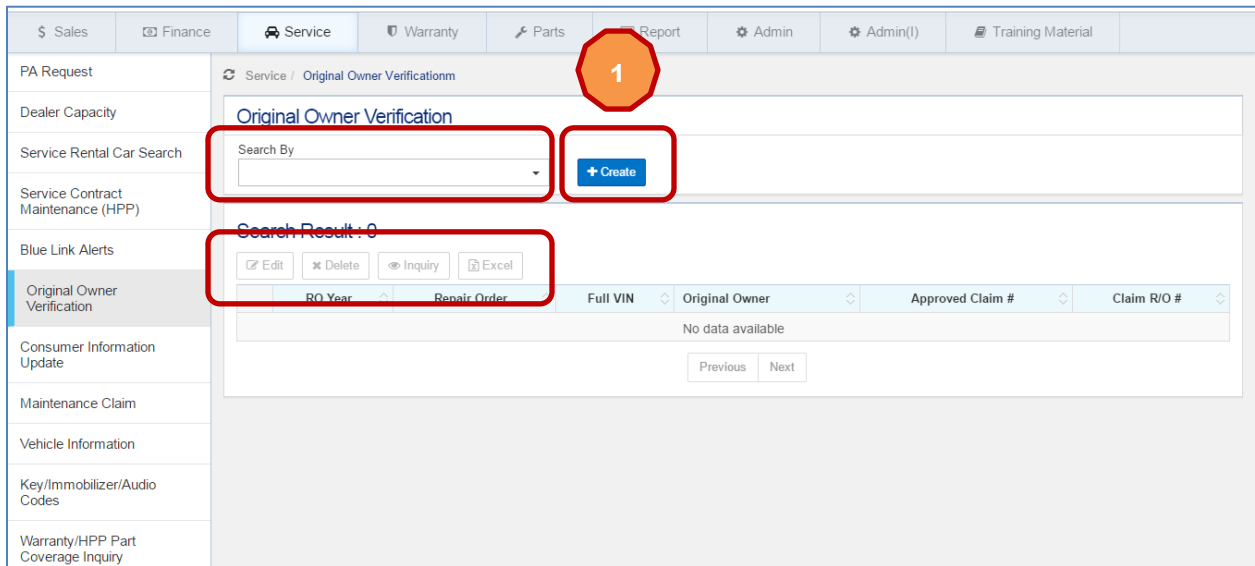 $ Sales Finance Service Warranty Parts Report Admin Admin(I) Training Material
1
PA Request
Dealer Capacity
Service Rental Car Search
Service Contract
Maintenance (HPP)
Blue Link Alerts
Original Owner
Verification
Consumer Information
Update
Maintenance Claim
Vehicle Information
Key/Immobilizer/Audio
Codes
Warranty/HPP Part
Coverage Inquiry
Service / Original Owner Verificationm
Original Owner Verification
Search By
+ Create
Search Result : 0
Edit Delete Inquiry Excel
RO Year Repair Order Full VIN Original Owner Approved Claim # Claim R/O #
No data available
Previous Next